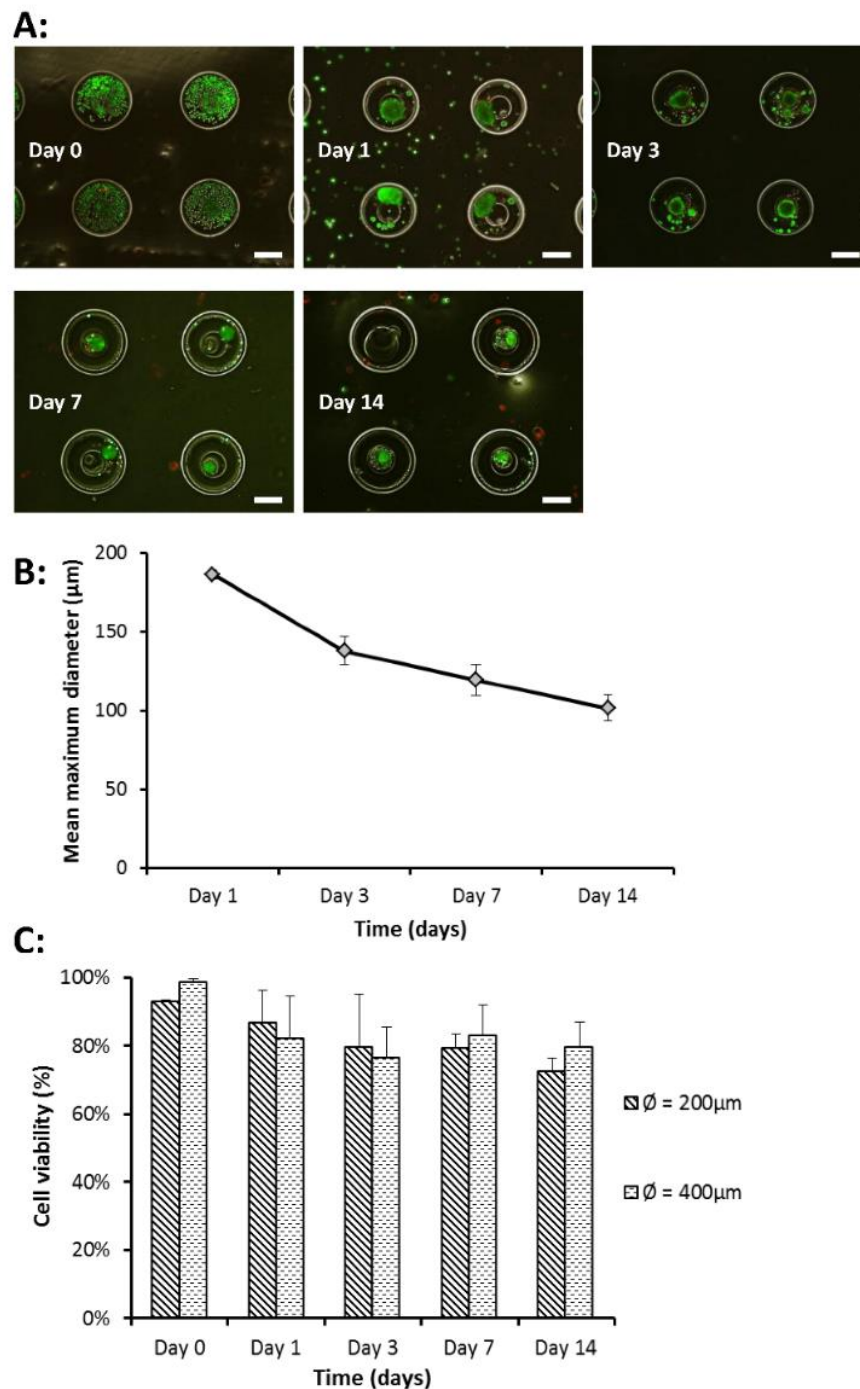 A:
Day 0
Day 1
Day 3
Day 7
Day 14
B:
Mean maximum diameter (µm)
200
150
100
50
0
Day 1
Day 3
Day 7
Day 14
Time (days)
C:
Cell viability (%)
100%
80%
60%
40%
20%
0%
Day 0
Day 1
Day 3
Day 7
Day 14
Time (days)
Ø = 200µm
Ø = 400µm